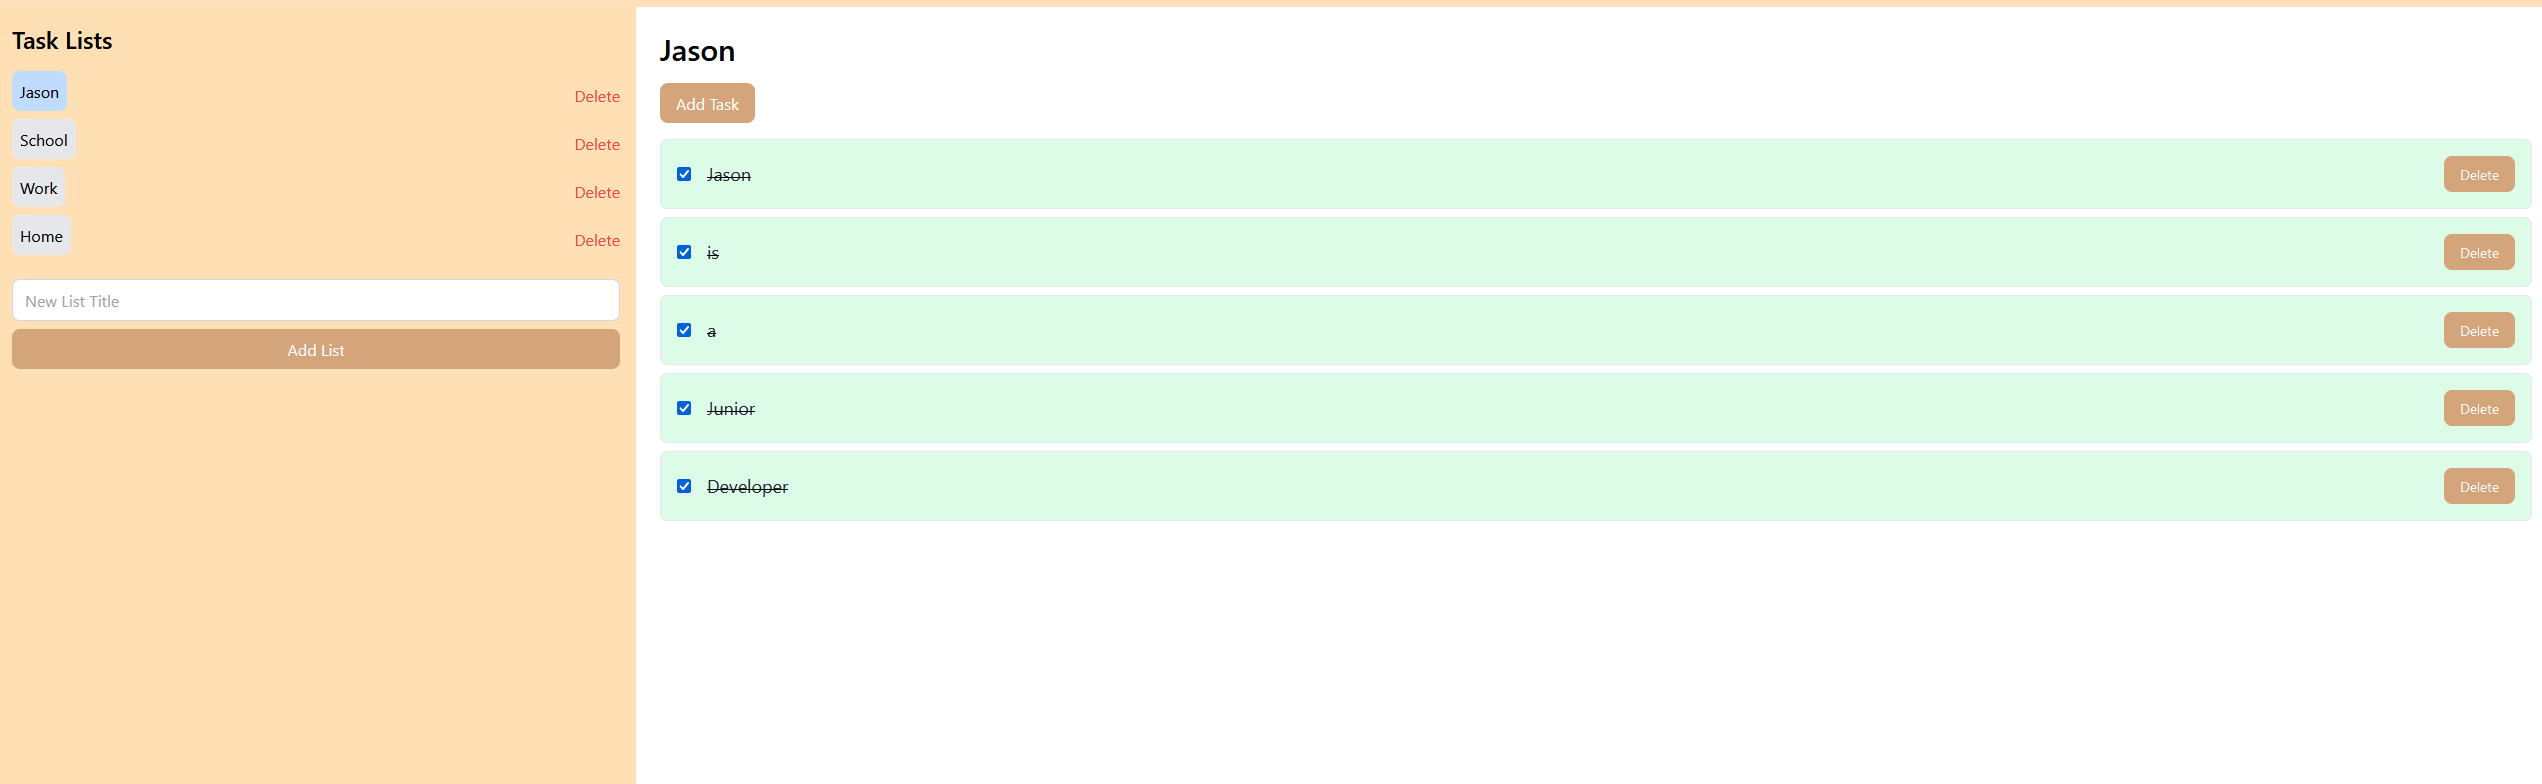 Task Lists
Jason
Delete
School
Delete
Work
Delete
Home
Delete
New List Title
Add List
Jason
Add Task
Jason
Delete
is
Delete
a
Delete
Junior
Delete
Developer
Delete